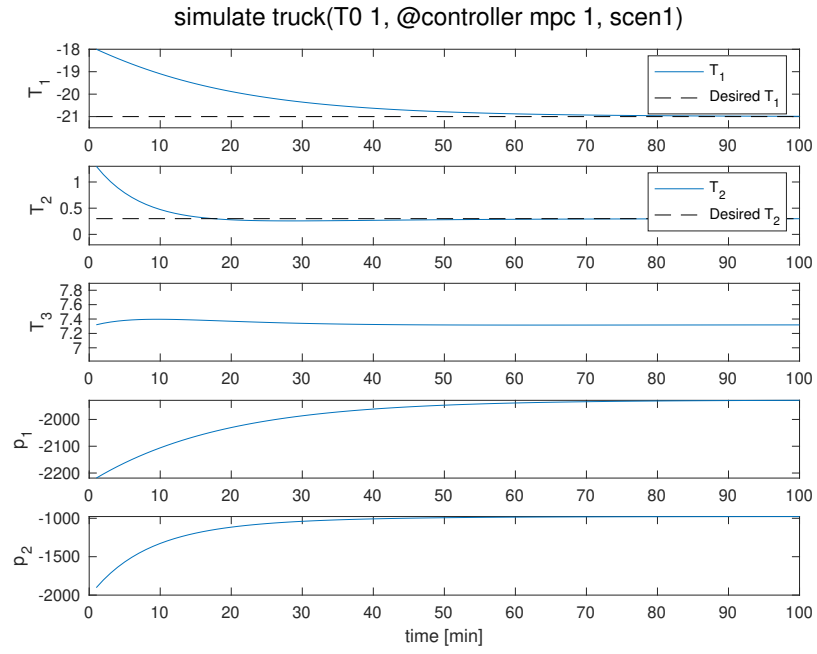 simulate truck(T0 1, @controller mpc 1, scen1)
-18
-19
-20
-21
T1
T1
Desired T1
0 10 20 30 40 50 60 70 80 90 100
1
0.5
0
T2
T2
Desired T2
0 10 20 30 40 50 60 70 80 90 100
7.8
7.6
7.4
7.2
7
T3
0 10 20 30 40 50 60 70 80 90 100
-2000
-2100
-2200
p1
0 10 20 30 40 50 60 70 80 90 100
-1000
-1500
-2000
p2
0 10 20 30 40 50 60 70 80 90 100
time [min]